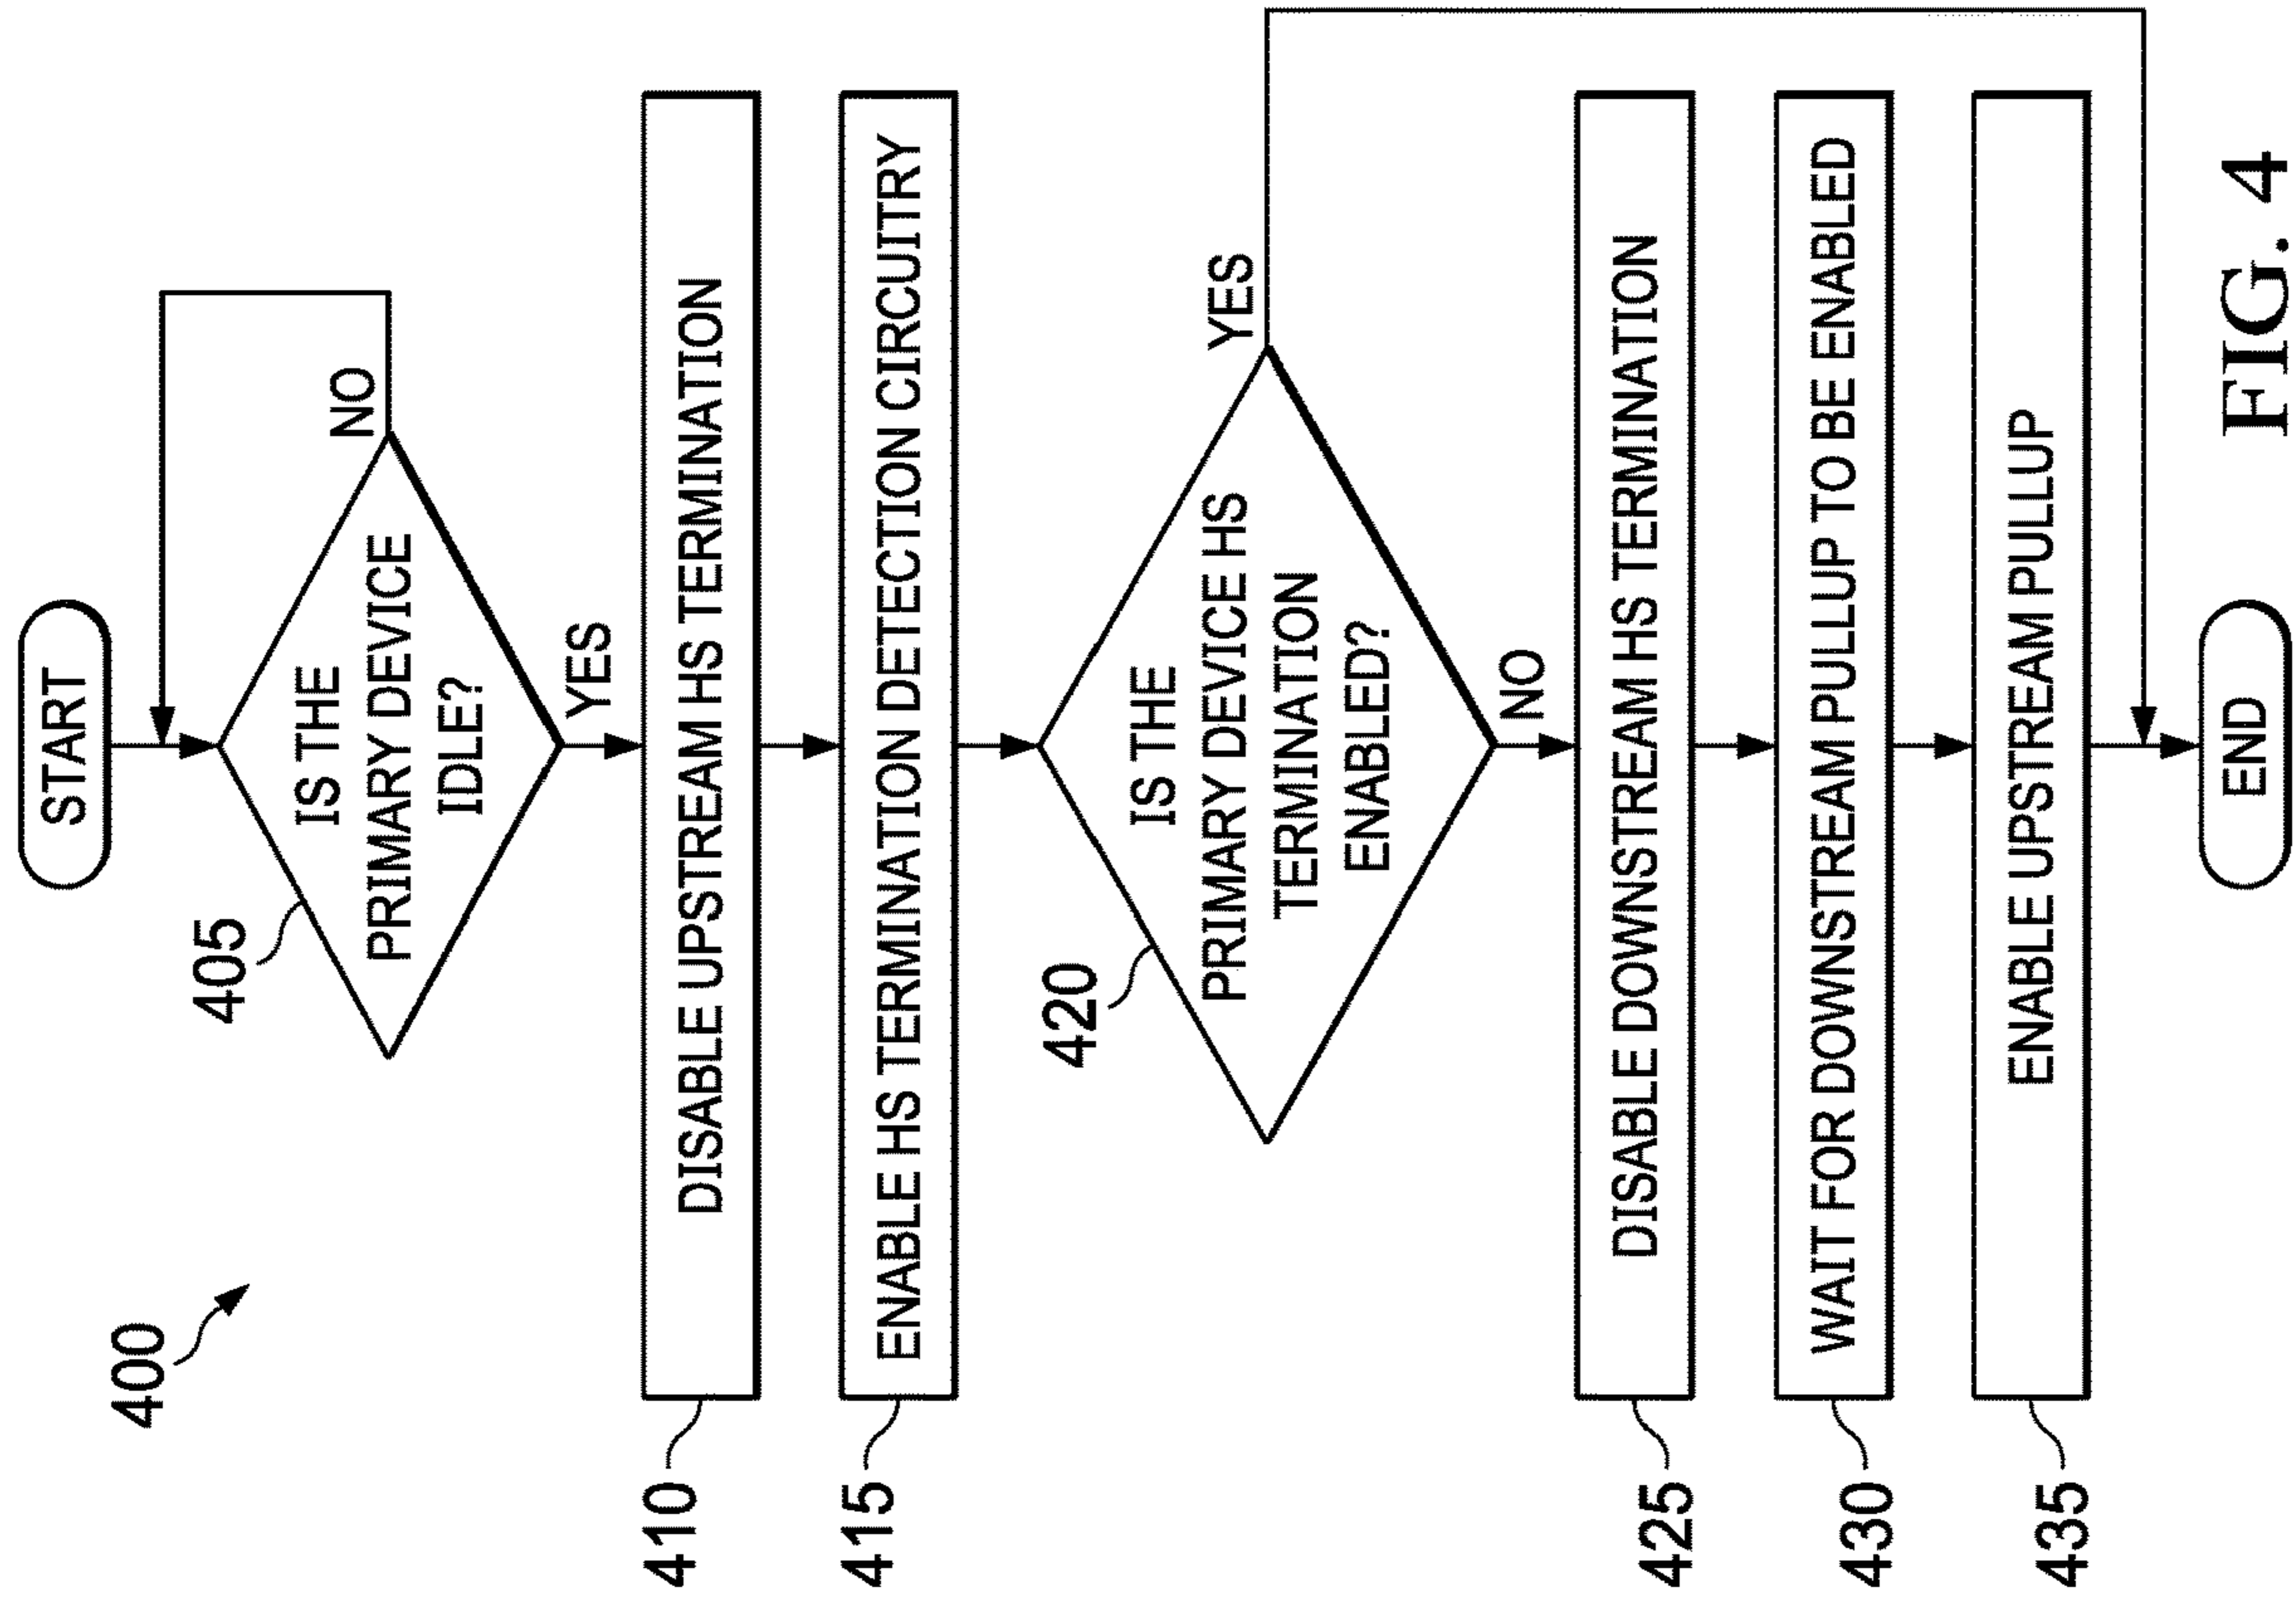 400
START
405
IS THE
PRIMARY DEVICE
IDLE?
NO
YES
410
DISABLE UPSTREAM HS TERMINATION
415
ENABLE HS TERMINATION DETECTION CIRCUITRY
420
IS THE
PRIMARY DEVICE HS
TERMINATION
ENABLED?
YES
NO
425
DISABLE DOWNSTREAM HS TERMINATION
430
WAIT FOR DOWNSTREAM PULLUP TO BE ENABLED
435
ENABLE UPSTREAM PULLUP
END
FIG. 4